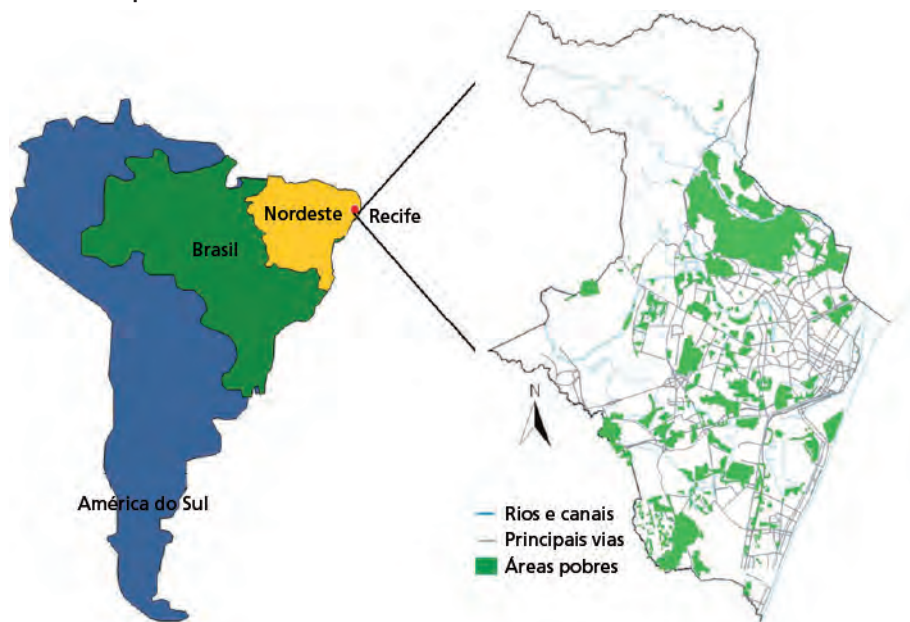 Nordeste
Recife
Brasil
América do Sul
N
Rios e canais
Principais vias
Áreas pobres